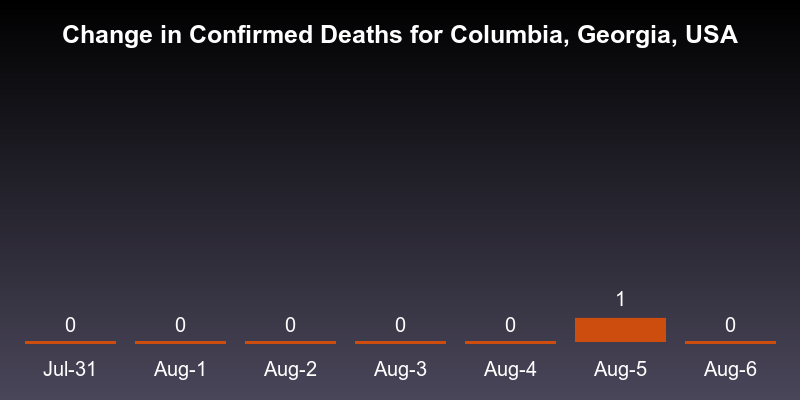 Change in Confirmed Deaths for Columbia, Georgia, USA
0 0 0 0 0 1 0
Jul-31 Aug-1 Aug-2 Aug-3 Aug-4 Aug-5 Aug-6